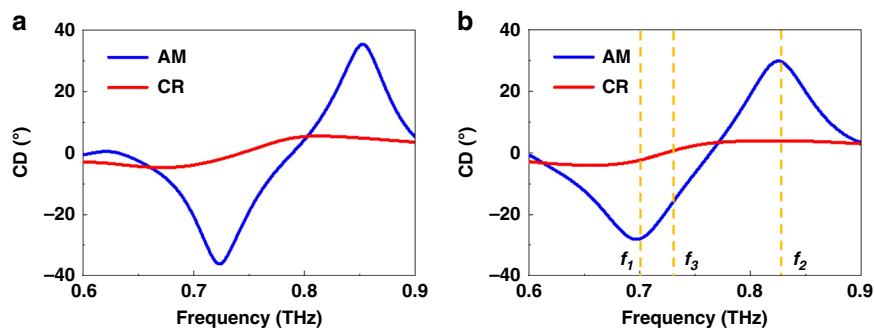 a
CD (°)
40
20
0
−20
−40
AM
CR
0.6
0.7
0.8
0.9
Frequency (THz)
b
CD (°)
40
20
0
−20
−40
AM
CR
f1
f3
f2
0.6
0.7
0.8
0.9
Frequency (THz)